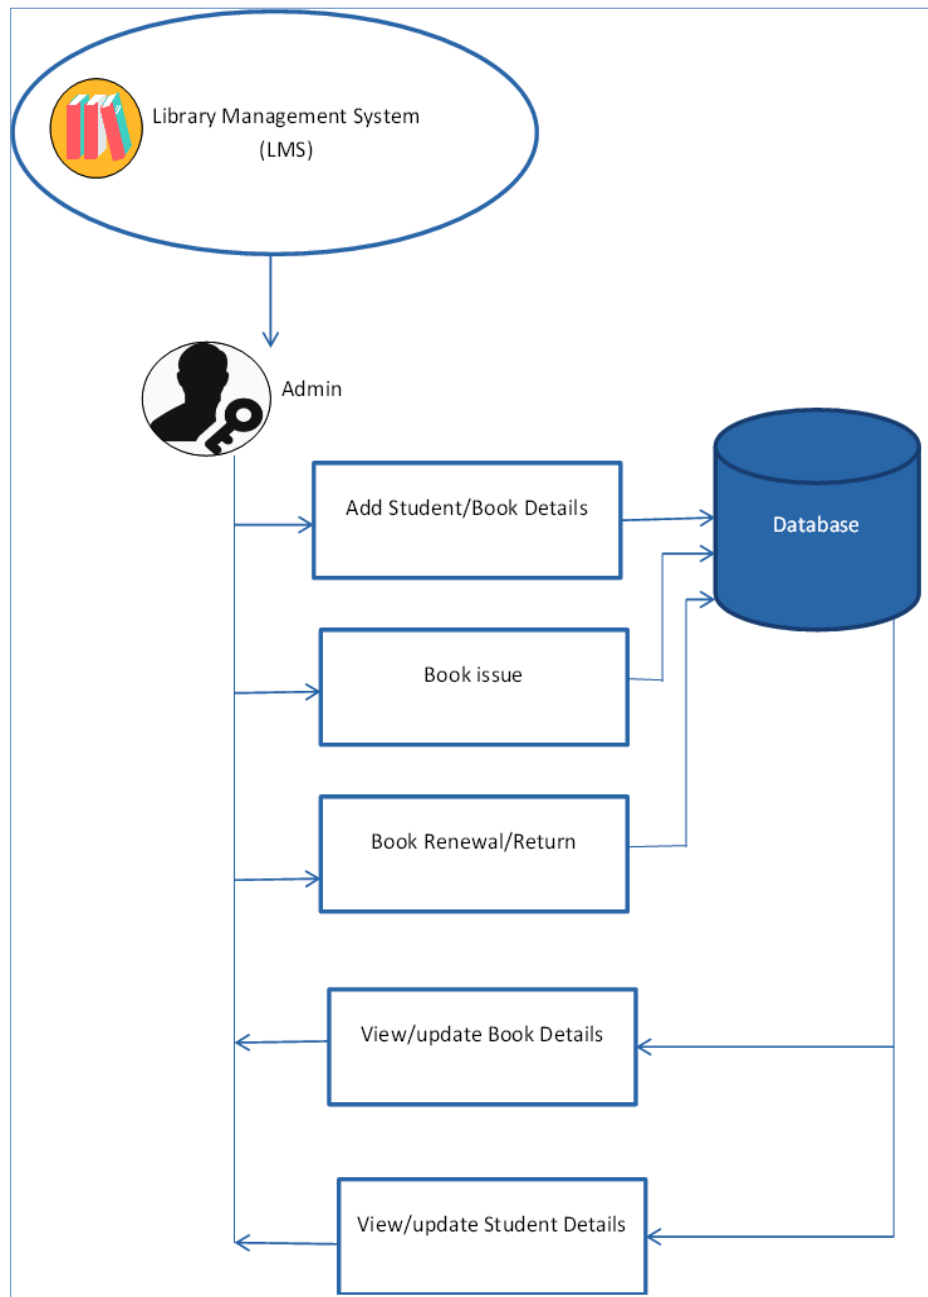 Library Management System
(LMS)
Admin
Add Student/Book Details
Database
Book issue
Book Renewal/Return
View/update Book Details
View/update Student Details